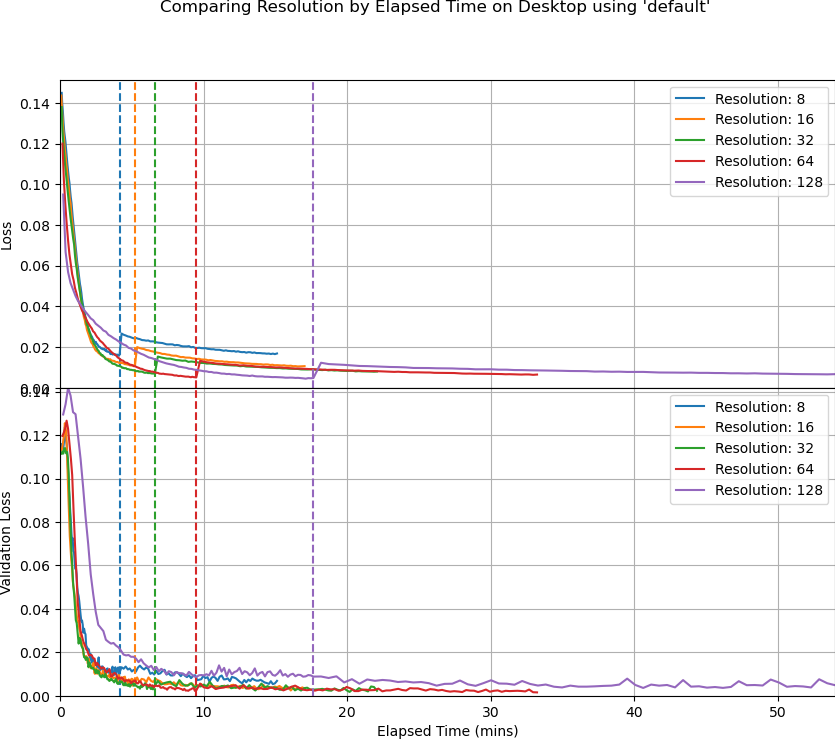 Comparing Resolution by Elapsed Time on Desktop using 'default'
0.14
0.12
0.10
0.08
0.06
0.04
0.02
0.00
Loss
Resolution: 8
Resolution: 16
Resolution: 32
Resolution: 64
Resolution: 128
0.14
0.12
0.10
0.08
0.06
0.04
0.02
0.00
Validation Loss
Resolution: 8
Resolution: 16
Resolution: 32
Resolution: 64
Resolution: 128
0 10 20 30 40 50
Elapsed Time (mins)